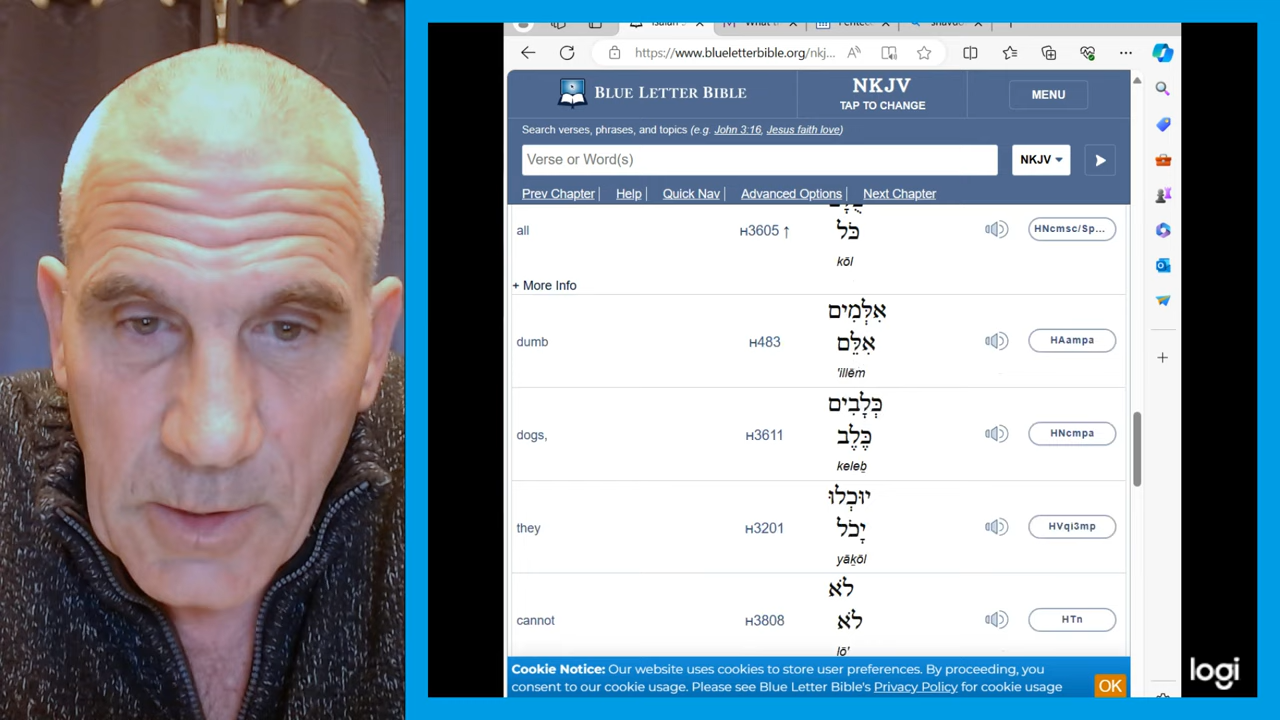 Isaiah
What
shavuo
https://www.blueletterbible.org/nkj...
BLUE LETTER BIBLE
NKJV
TAP TO CHANGE
MENU
Search verses, phrases, and topics (e.g. John 3:16, Jesus faith love)
Verse or Word(s)
NKJV
Prev Chapter | Help | Quick Nav | Advanced Options | Next Chapter
all H3605 ↑ כֹּל HNcmsc/Sp...
kōl
+ More Info
אִלְּמִים
dumb H483 אִלֵּם HAampa
'illēm
כְּלָבִים
dogs, H3611 כֶּלֶב HNcmpa
keleḇ
יוּכְלוּ
they H3201 יָכֹל HVqi3mp
yāḵōl
לֹא
cannot H3808 לֹא HTn
lō'
Cookie Notice: Our website uses cookies to store user preferences. By proceeding, you
consent to our cookie usage. Please see Blue Letter Bible's Privacy Policy for cookie usage
OK
logi